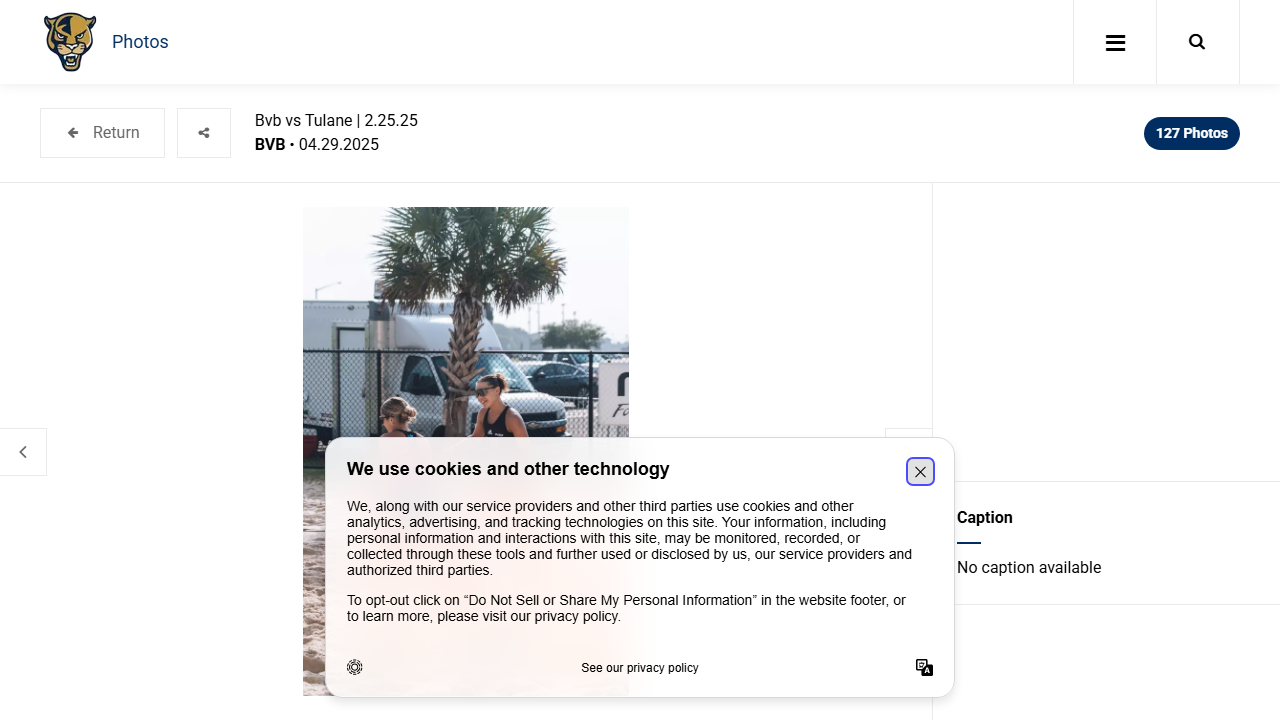 Photos
Return
Bvb vs Tulane | 2.25.25
BVB • 04.29.2025
127 Photos
We use cookies and other technology
We, along with our service providers and other third parties use cookies and other
analytics, advertising, and tracking technologies on this site. Your information, including
personal information and interactions with this site, may be monitored, recorded, or
collected through these tools and further used or disclosed by us, our service providers and
authorized third parties.
To opt-out click on “Do Not Sell or Share My Personal Information” in the website footer, or
to learn more, please visit our privacy policy.
See our privacy policy
Caption
No caption available